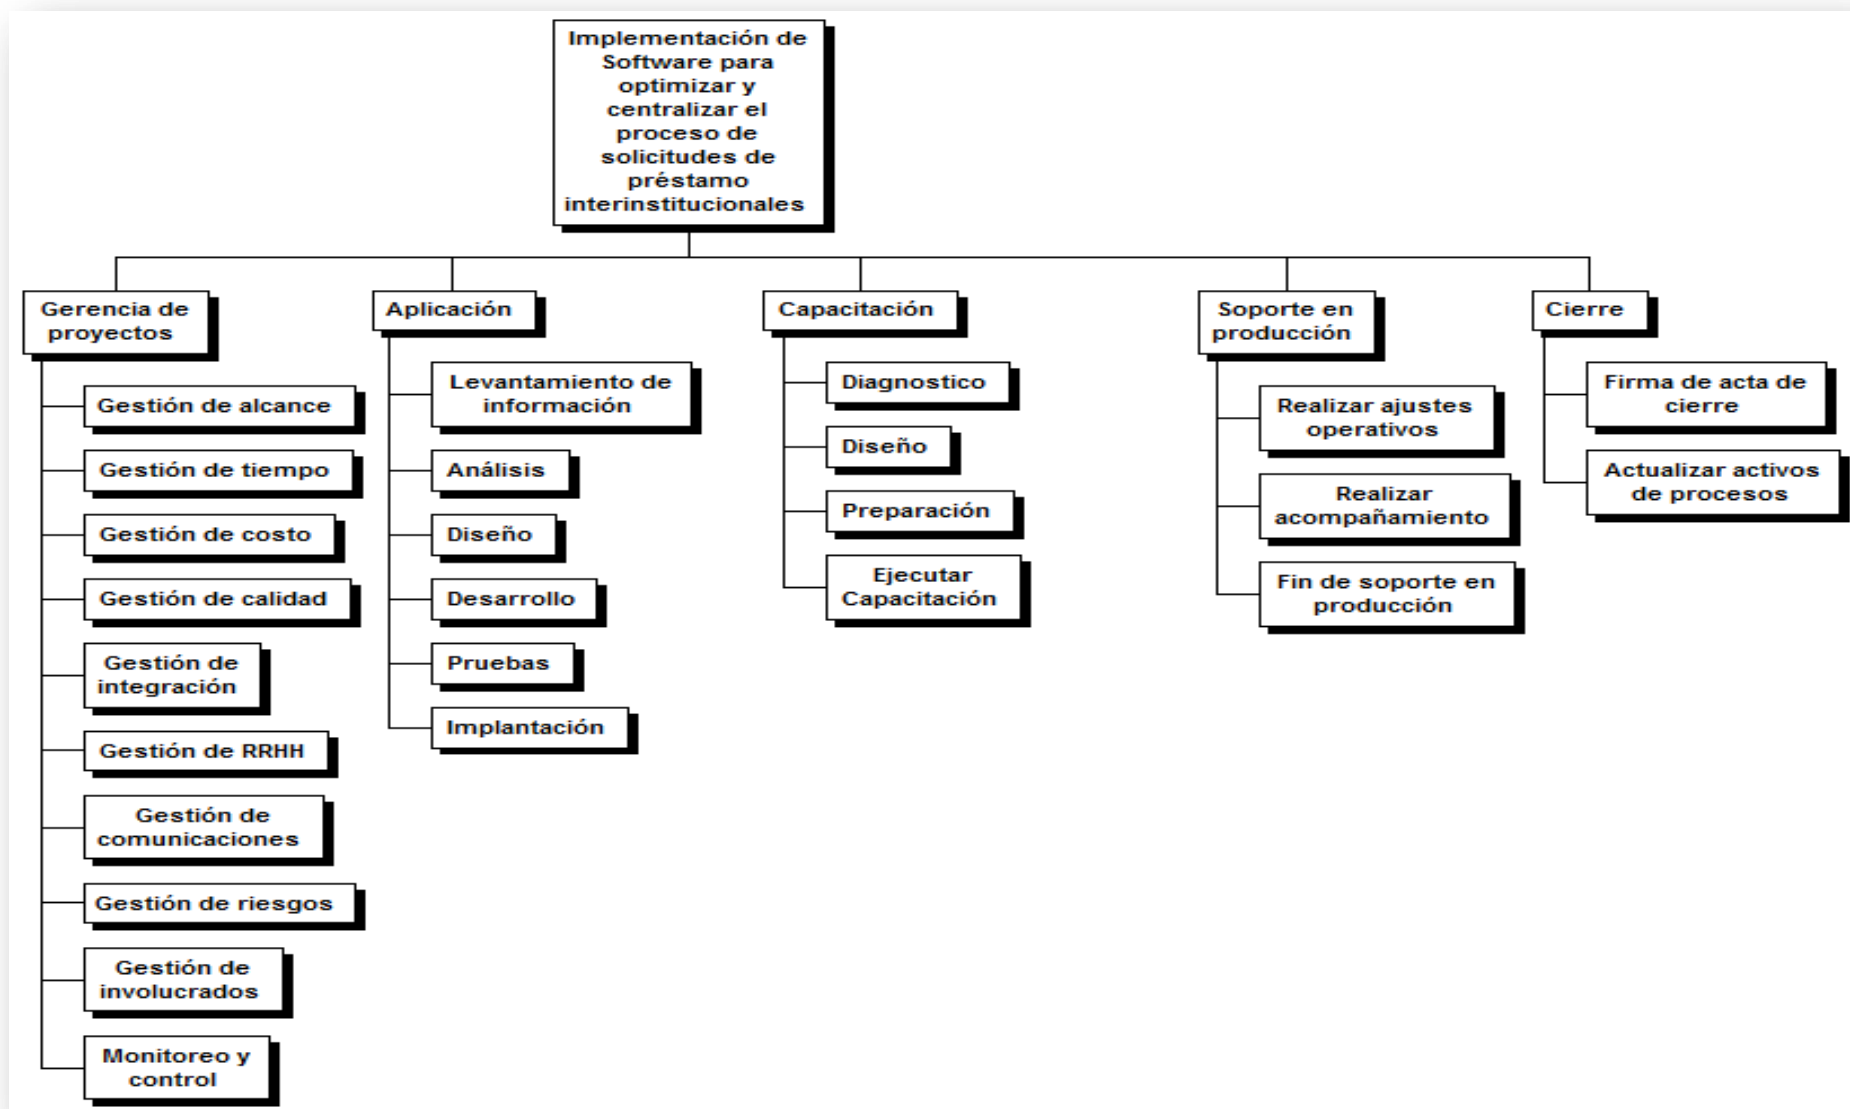 Implementación de
Software para
optimizar y
centralizar el
proceso de
solicitudes de
préstamo
interinstitucionales
Gerencia de
proyectos
Gestión de alcance
Gestión de tiempo
Gestión de costo
Gestión de calidad
Gestión de
integración
Gestión de RRHH
Gestión de
comunicaciones
Gestión de riesgos
Gestión de
involucrados
Monitoreo y
control
Aplicación
Levantamiento de
información
Análisis
Diseño
Desarrollo
Pruebas
Implantación
Capacitación
Diagnostico
Diseño
Preparación
Ejecutar
Capacitación
Soporte en
producción
Realizar ajustes
operativos
Realizar
acompañamiento
Fin de soporte en
producción
Cierre
Firma de acta de
cierre
Actualizar activos
de procesos